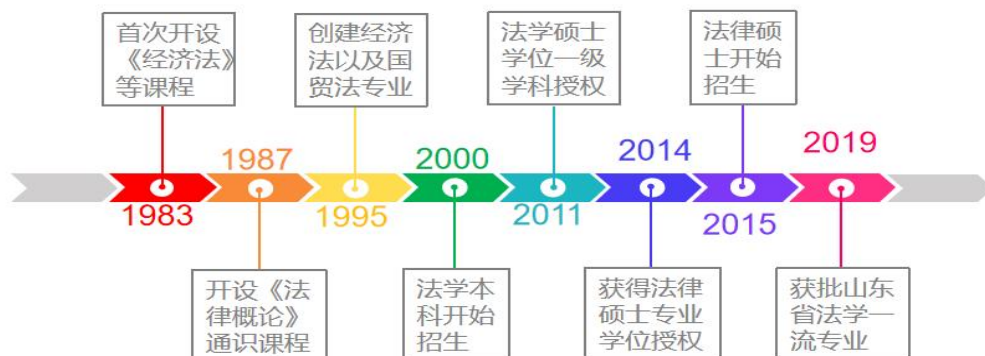 首次开设
《经济法》
等课程
创建经济
法以及国
贸法专业
法学硕士
学位一级
学科授权
法律硕
士开始
招生
1983
1987
1995
2000
2011
2014
2015
2019
开设《法
律概论》
通识课程
法学本
科开始
招生
获得法律
硕士专业
学位授权
获批山东
省法学一
流专业